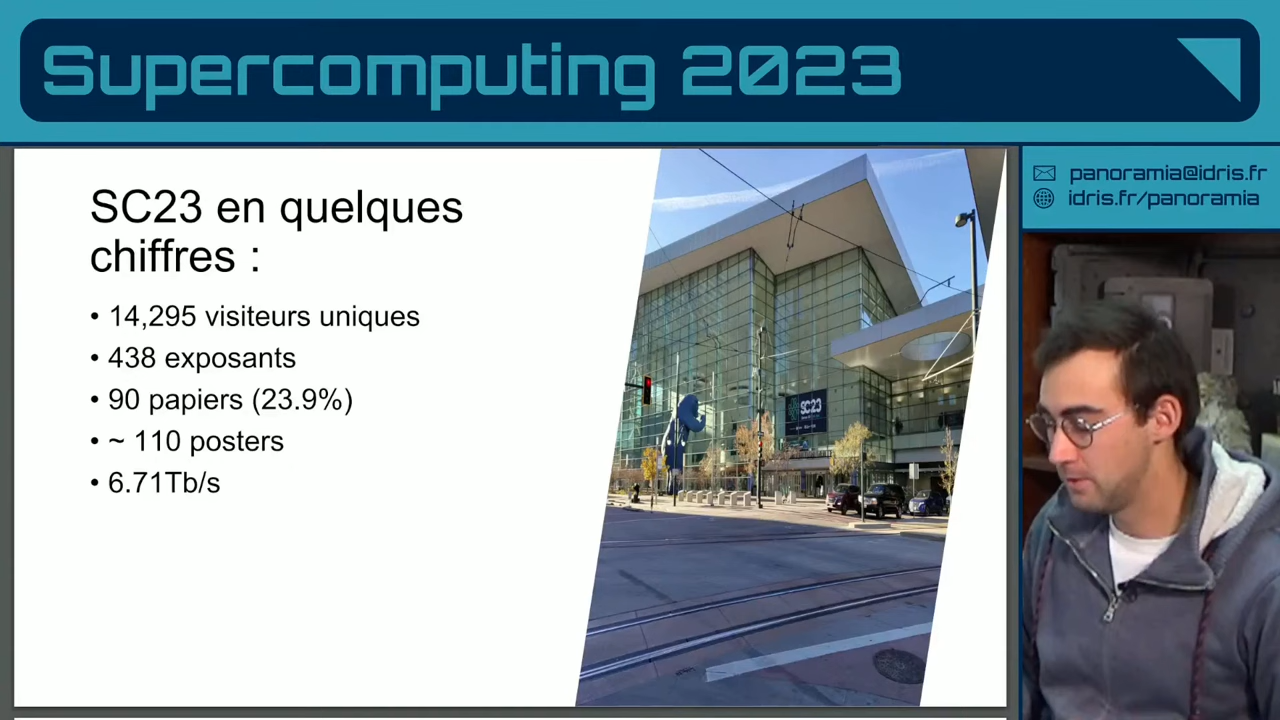 Supercomputing 2023
panoramia@idris.fr
idris.fr/panoramia
SC23 en quelques
chiffres :
• 14,295 visiteurs uniques
• 438 exposants
• 90 papiers (23.9%)
• ~ 110 posters
• 6.71Tb/s
SC23